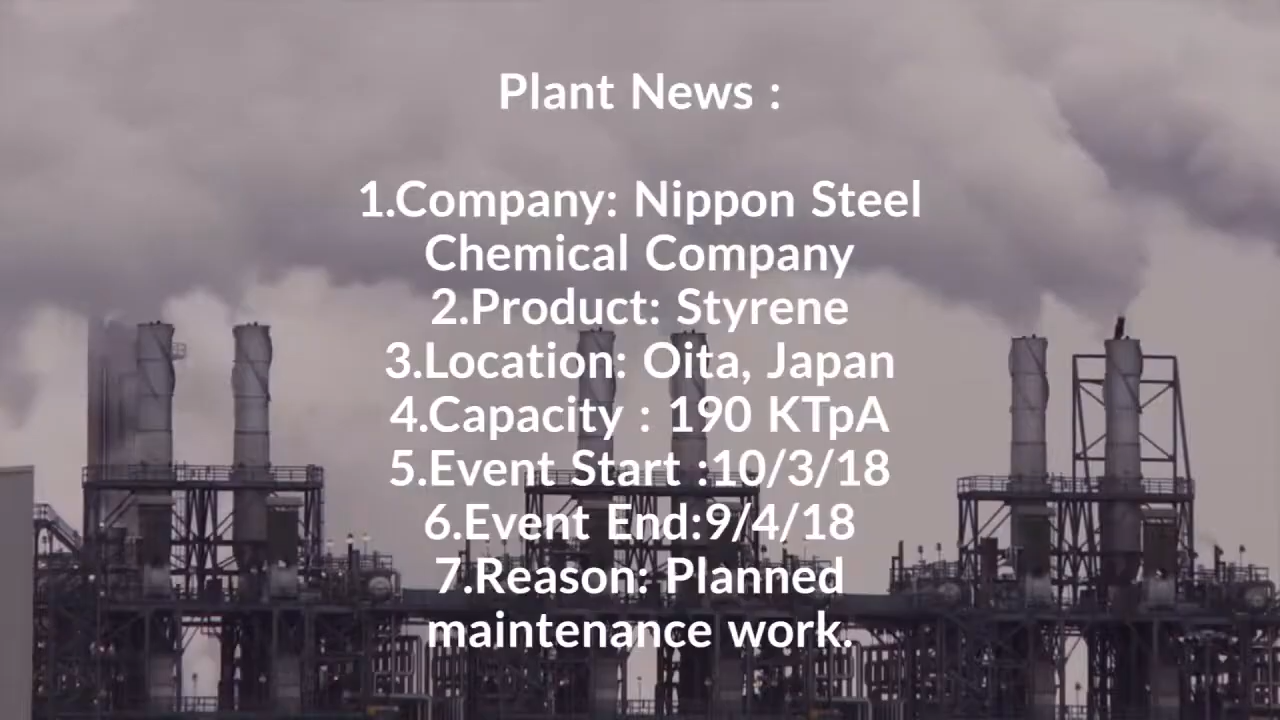 Plant News :
1.Company: Nippon Steel
Chemical Company
2.Product: Styrene
3.Location: Oita, Japan
4.Capacity : 190 KTpA
5.Event Start :10/3/18
6.Event End:9/4/18
7.Reason: Planned
maintenance work.